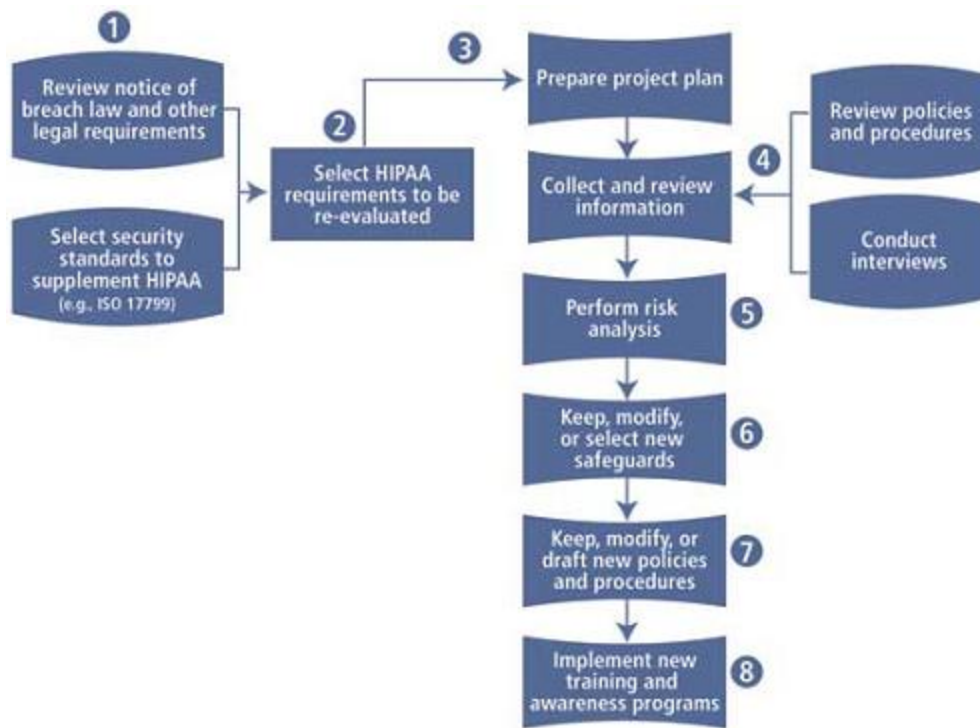 1
Review notice of
breach law and other
legal requirements
Select security
standards to
supplement HIPAA
(e.g., ISO 17799)
2
Select HIPAA
requirements to be
re-evaluated
3
Prepare project plan
4
Collect and review
information
Review policies
and procedures
Conduct
interviews
Perform risk
analysis
5
Keep, modify,
or select new
safeguards
6
Keep, modify, or
draft new policies
and procedures
7
Implement new
training and
awareness programs
8